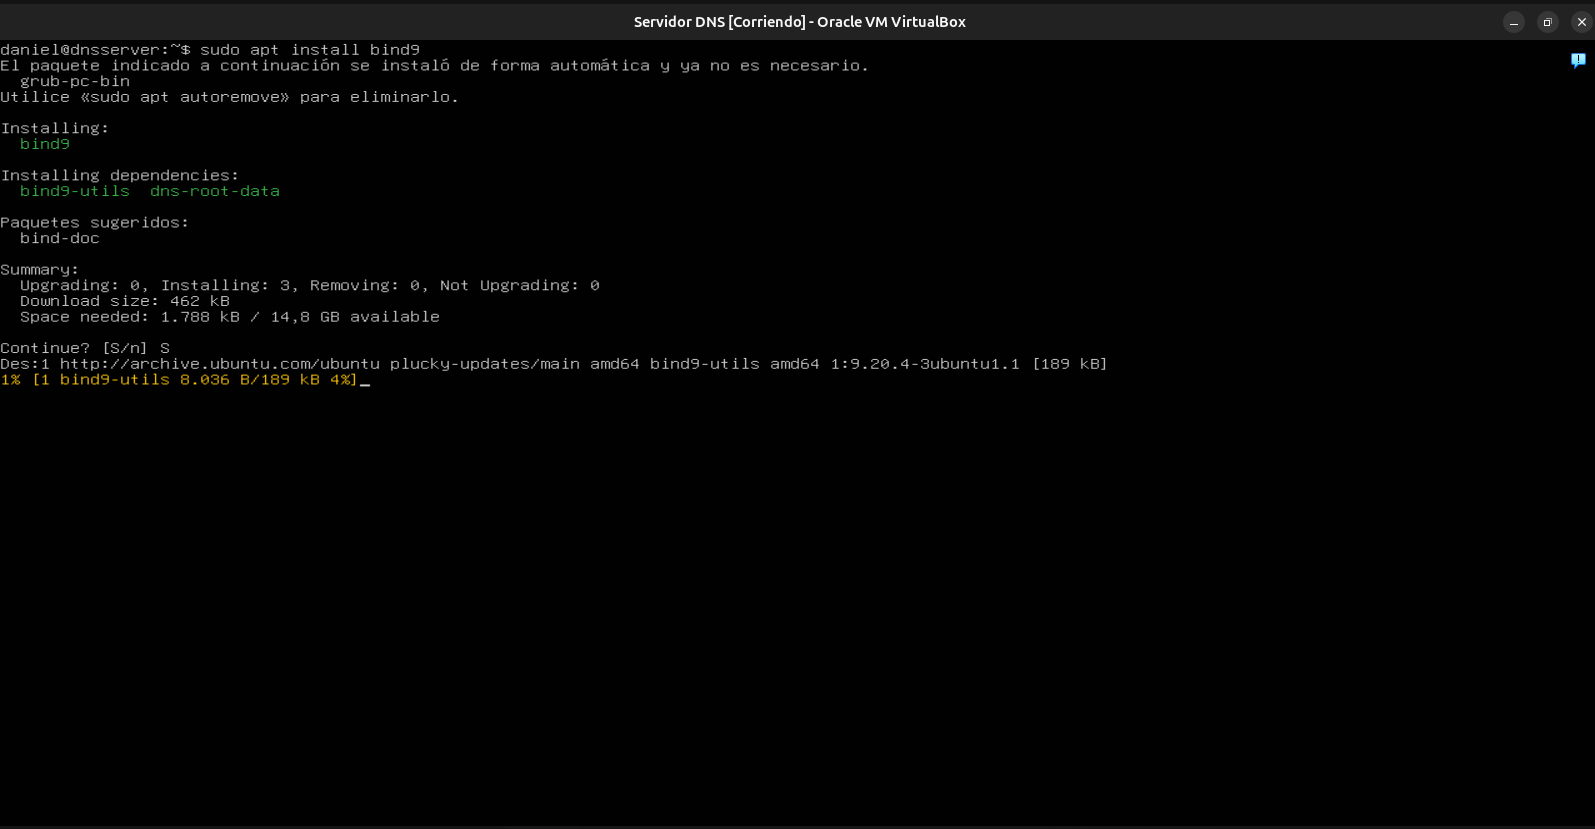 Servidor DNS [Corriendo] - Oracle VM VirtualBox
daniel@dnsserver:~$ sudo apt install bind9
El paquete indicado a continuación se instaló de forma automática y ya no es necesario.
  grub-pc-bin
Utilice «sudo apt autoremove» para eliminarlo.
Installing:
  bind9
Installing dependencies:
  bind9-utils  dns-root-data
Paquetes sugeridos:
  bind-doc
Summary:
  Upgrading: 0, Installing: 3, Removing: 0, Not Upgrading: 0
  Download size: 462 kB
  Space needed: 1.788 kB / 14,8 GB available
Continue? [S/n] S
Des:1 http://archive.ubuntu.com/ubuntu plucky-updates/main amd64 bind9-utils amd64 1:9.20.4-3ubuntu1.1 [189 kB]
1% [1 bind9-utils 8.036 B/189 kB 4%]